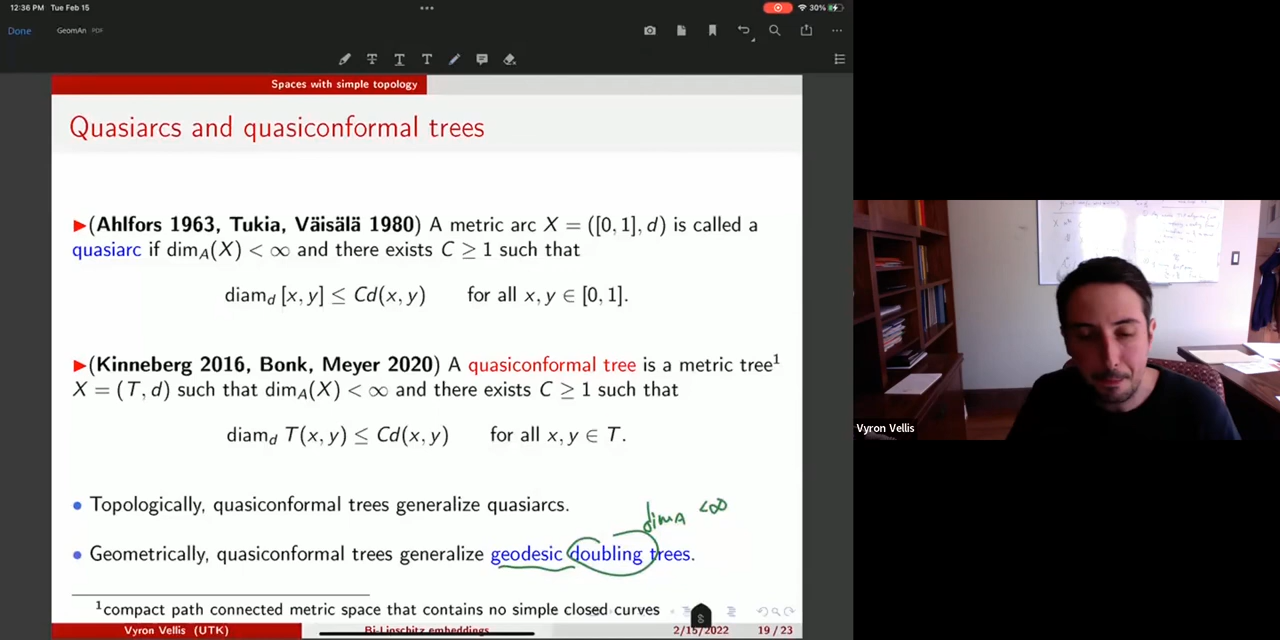 12:36 PM Tue Feb 15
30%
Done
GeomAn PDF
Spaces with simple topology
Quasiarcs and quasiconformal trees
▶(Ahlfors 1963, Tukia, Väisälä 1980) A metric arc X = ([0, 1], d) is called a
quasiarc if dim_A(X) < ∞ and there exists C ≥ 1 such that
diam_d [x, y] ≤ Cd(x, y) for all x, y ∈ [0, 1].
▶(Kinneberg 2016, Bonk, Meyer 2020) A quasiconformal tree is a metric tree¹
X = (T, d) such that dim_A(X) < ∞ and there exists C ≥ 1 such that
diam_d T(x, y) ≤ Cd(x, y) for all x, y ∈ T.
• Topologically, quasiconformal trees generalize quasiarcs.
dim_A < ∞
• Geometrically, quasiconformal trees generalize geodesic doubling trees.
¹compact path connected metric space that contains no simple closed curves
Vyron Vellis (UTK)
Bi-Lipschitz embeddings
2/15/2022
19 / 23
Vyron Vellis